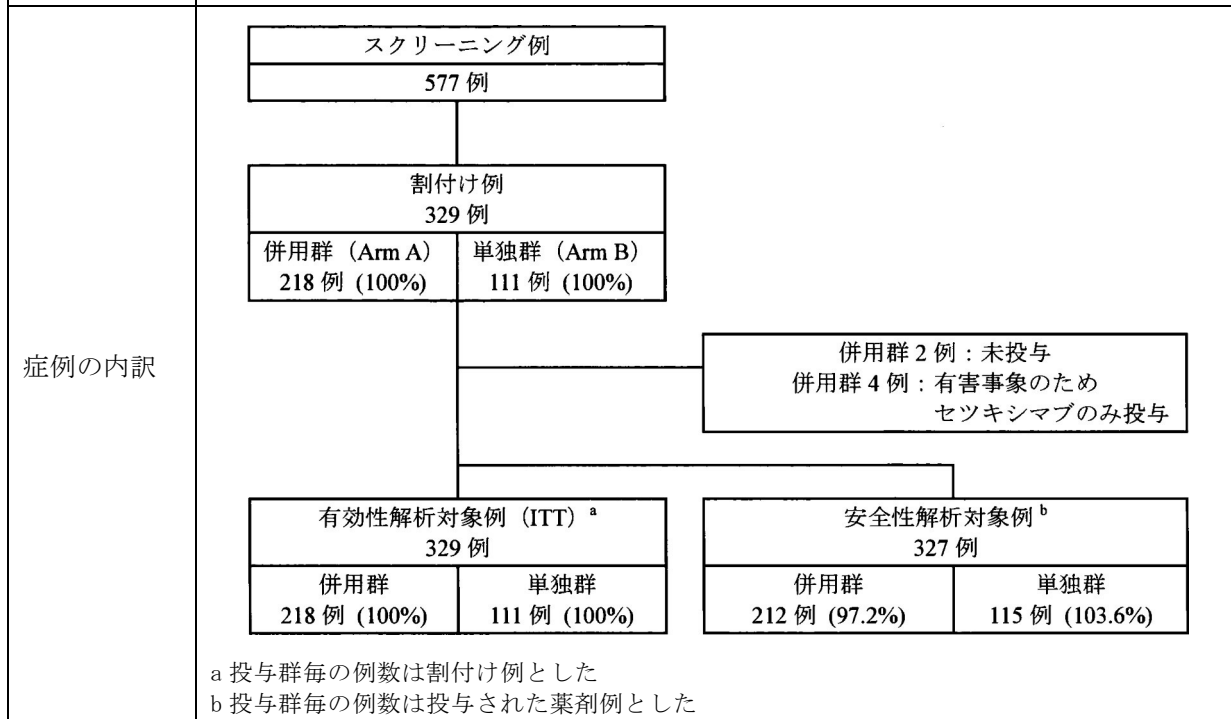 スクリーニング例
577 例
割付け例
329 例
併用群（Arm A）
218 例 (100%)
単独群（Arm B）
111 例 (100%)
症例の内訳
併用群 2 例：未投与
併用群 4 例：有害事象のため
セツキシマブのみ投与
有効性解析対象例（ITT）a
329 例
併用群
218 例 (100%)
単独群
111 例 (100%)
安全性解析対象例 b
327 例
併用群
212 例 (97.2%)
単独群
115 例 (103.6%)
a 投与群毎の例数は割付け例とした
b 投与群毎の例数は投与された薬剤例とした